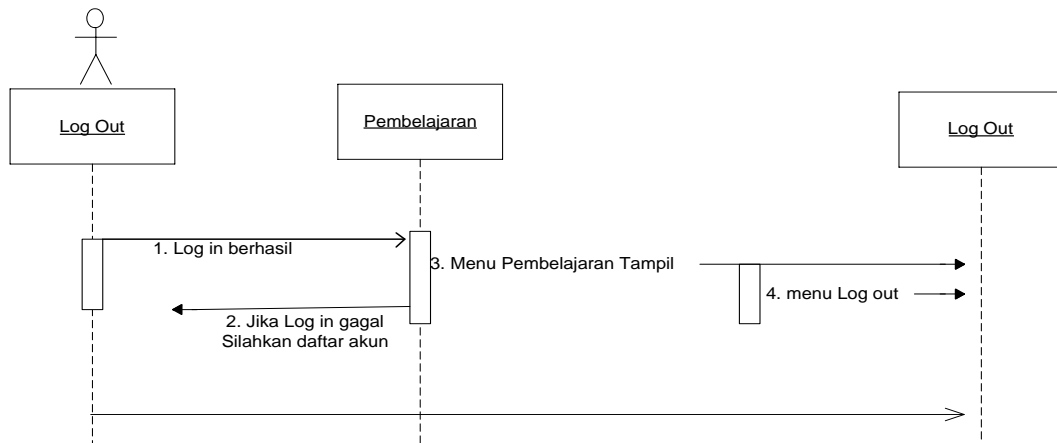 Log Out
Pembelajaran
Log Out
1. Log in berhasil
3. Menu Pembelajaran Tampil
4. menu Log out
2. Jika Log in gagal
Silahkan daftar akun